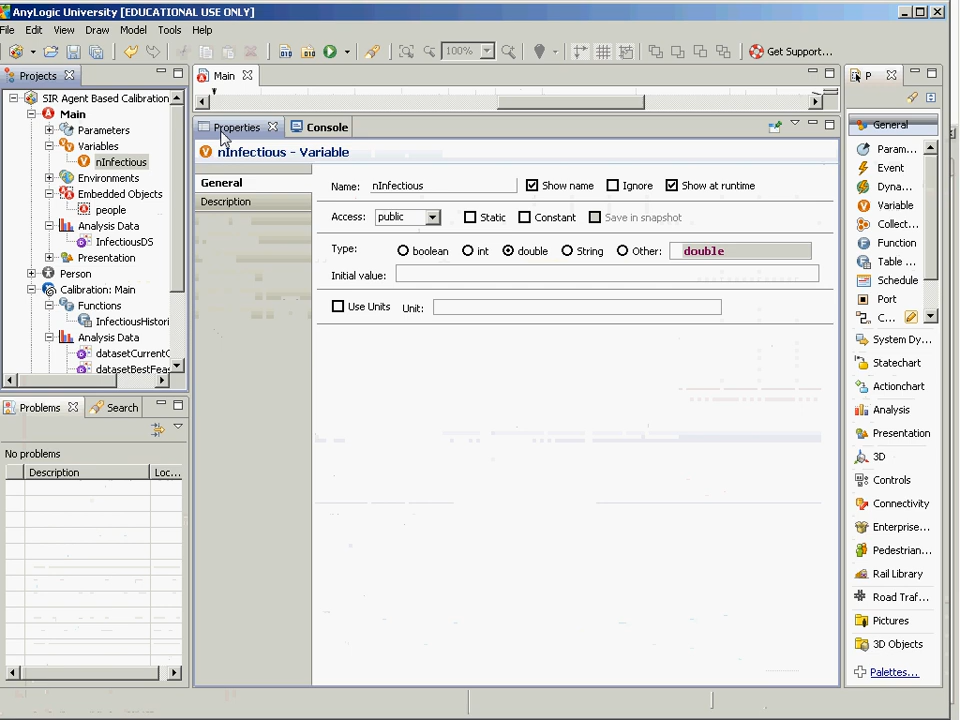 AnyLogic University [EDUCATIONAL USE ONLY]
File Edit View Draw Model Tools Help
100% Get Support...
Projects
SIR Agent Based Calibration
Main
Parameters
Variables
nInfectious
Environments
Embedded Objects
people
Analysis Data
InfectiousDS
Presentation
Person
Calibration: Main
Functions
InfectiousHistori
Analysis Data
datasetCurrentC
datasetBestFeas
Problems Search
No problems
Description Loc...
Main
Properties Console
nInfectious - Variable
General
Description
Name: nInfectious Show name Ignore Show at runtime
Access: public Static Constant Save in snapshot
Type: boolean int double String Other: double
Initial value:
Use Units Unit:
P
General
Param...
Event
Dyna...
Variable
Collect...
Function
Table ...
Schedule
Port
C...
System Dy...
Statechart
Actionchart
Analysis
Presentation
3D
Controls
Connectivity
Enterprise...
Pedestrian...
Rail Library
Road Traf...
Pictures
3D Objects
Palettes...